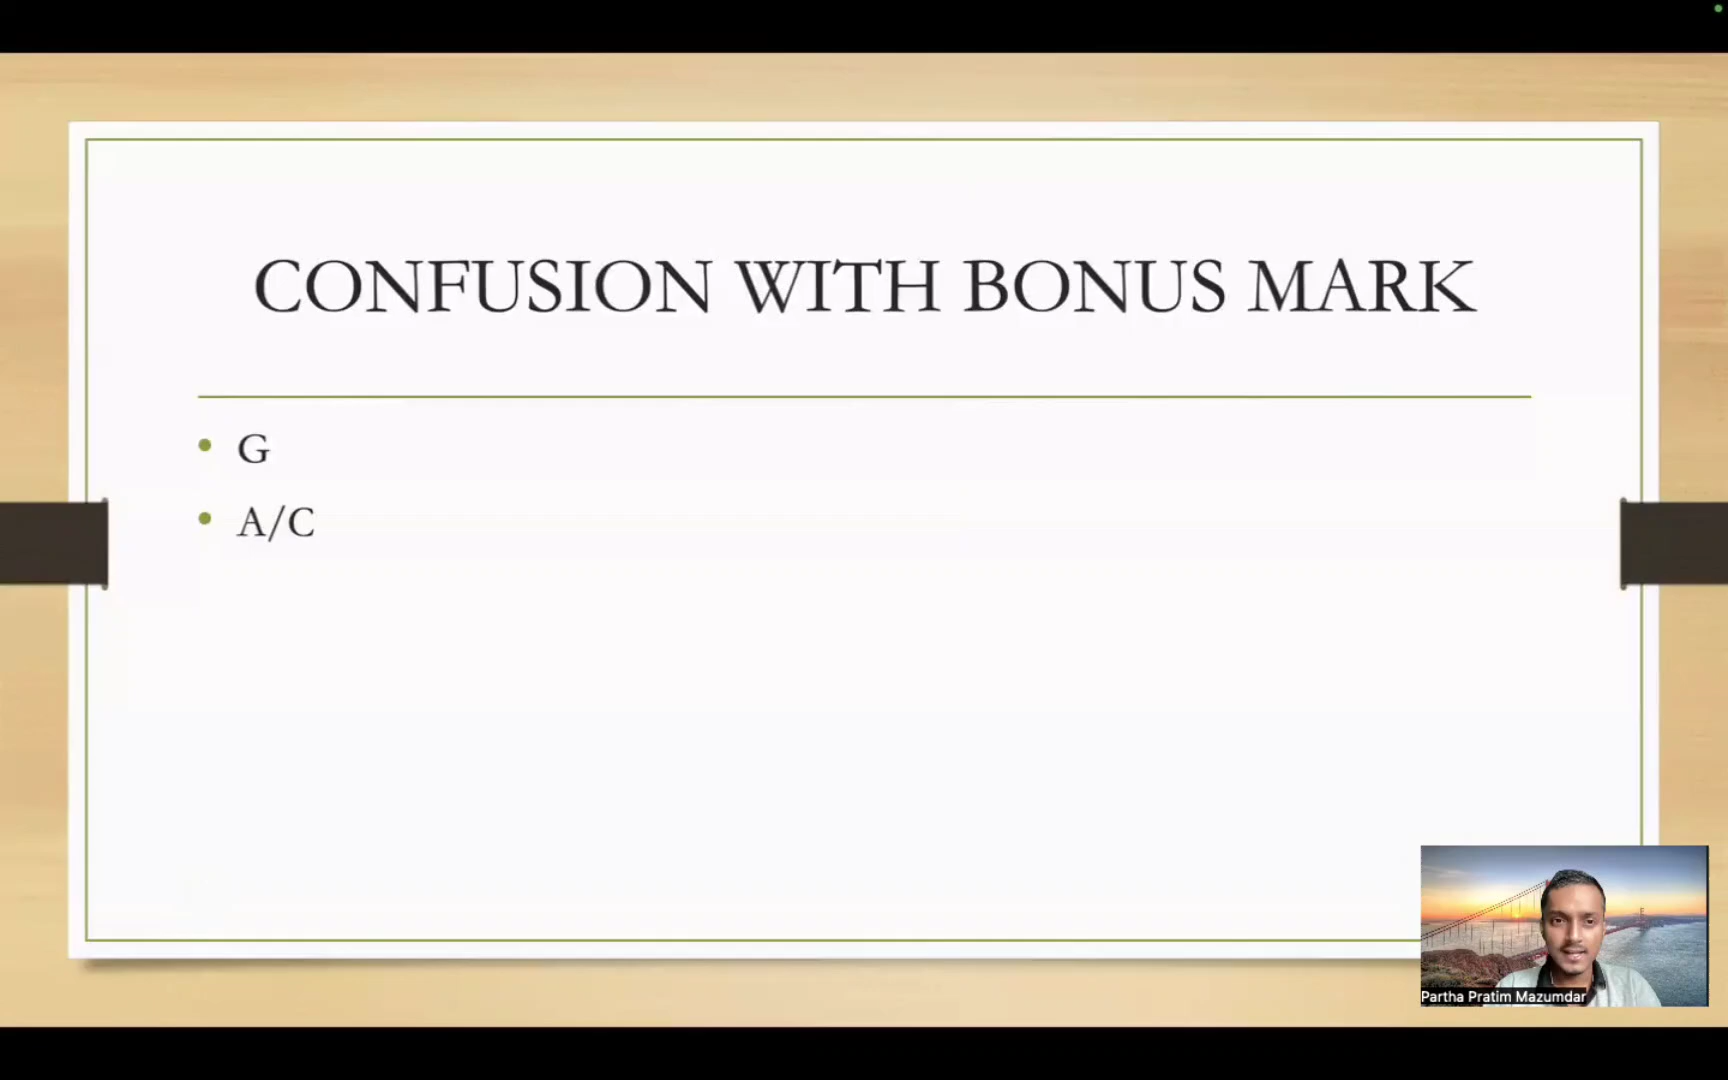 CONFUSION WITH BONUS MARK
• G
• A/C
Partha Pratim Mazumdar